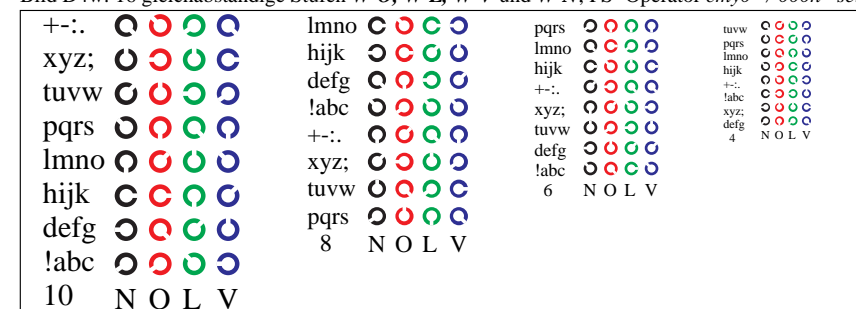 Bild D4w: 16 gleichabständige Stufen W-O, W-L, W-V und W-N; PS-Operator
+-:.
xyz;
tuvw
pqrs
lmno
hijk
defg
!abc
10 N O L V
lmno
hijk
defg
!abc
+-:.
xyz;
tuvw
pqrs
8 N O L V
pqrs
lmno
hijk
+-:.
xyz;
tuvw
defg
!abc
6 N O L V
tuvw
pqrs
lmno
hijk
+-:.
!abc
xyz;
defg
4 N O L V